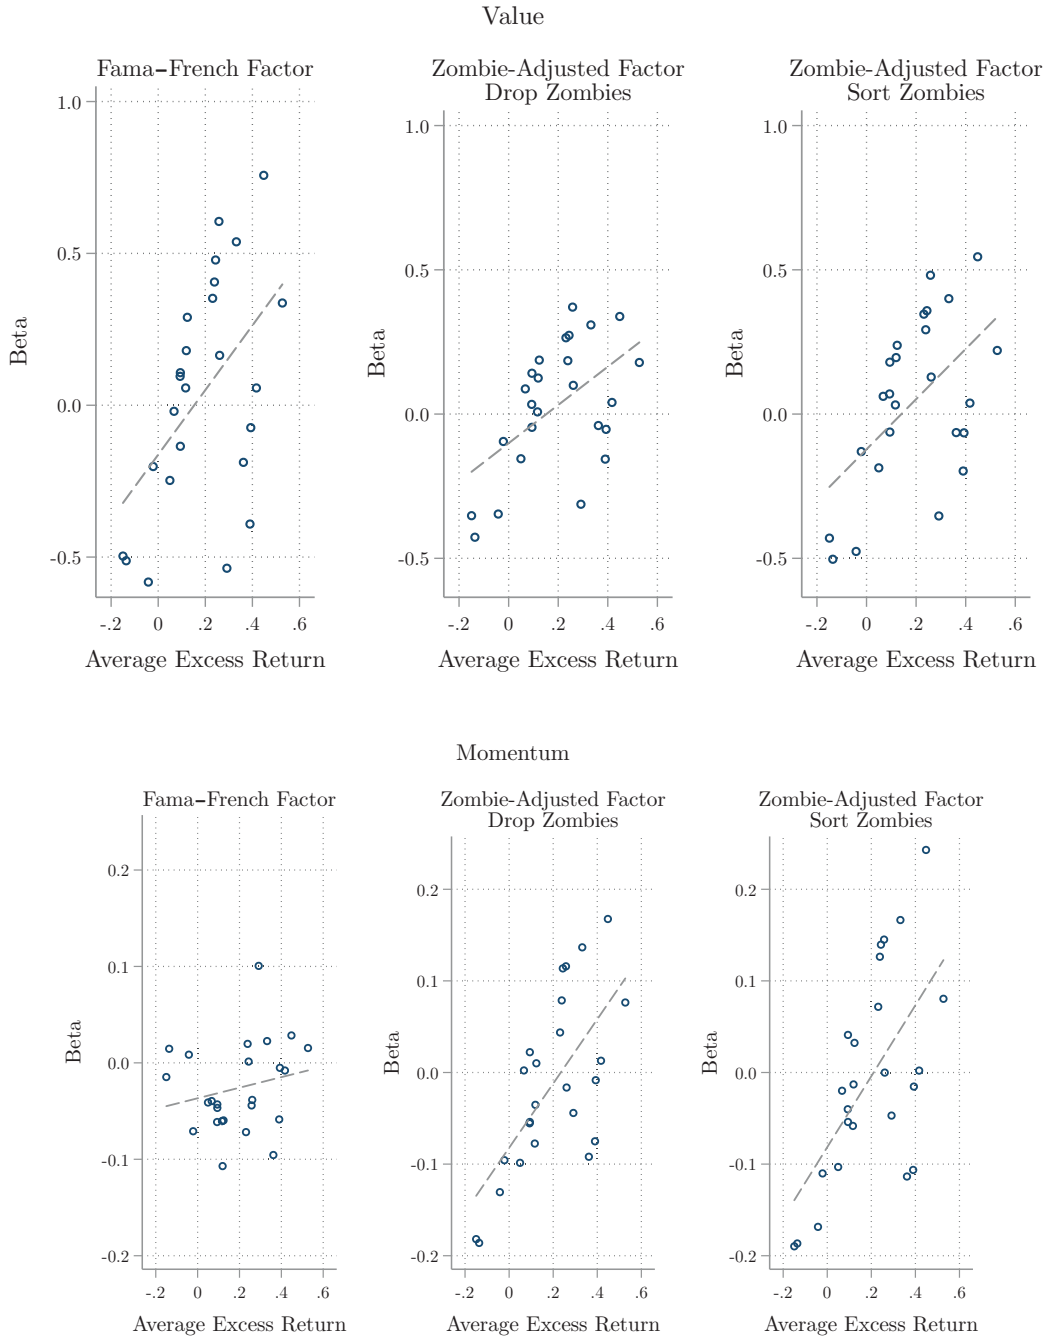 Value
Fama–French Factor
Zombie-Adjusted Factor
Drop Zombies
Zombie-Adjusted Factor
Sort Zombies
Beta
1.0
0.5
0.0
-0.5
-.2 0 .2 .4 .6
Average Excess Return
Beta
1.0
0.5
0.0
-0.5
-.2 0 .2 .4 .6
Average Excess Return
Beta
1.0
0.5
0.0
-0.5
-.2 0 .2 .4 .6
Average Excess Return
Momentum
Fama–French Factor
Zombie-Adjusted Factor
Drop Zombies
Zombie-Adjusted Factor
Sort Zombies
Beta
0.2
0.1
0.0
-0.1
-0.2
-.2 0 .2 .4 .6
Average Excess Return
Beta
0.2
0.1
0.0
-0.1
-0.2
-.2 0 .2 .4 .6
Average Excess Return
Beta
0.2
0.1
0.0
-0.1
-0.2
-.2 0 .2 .4 .6
Average Excess Return